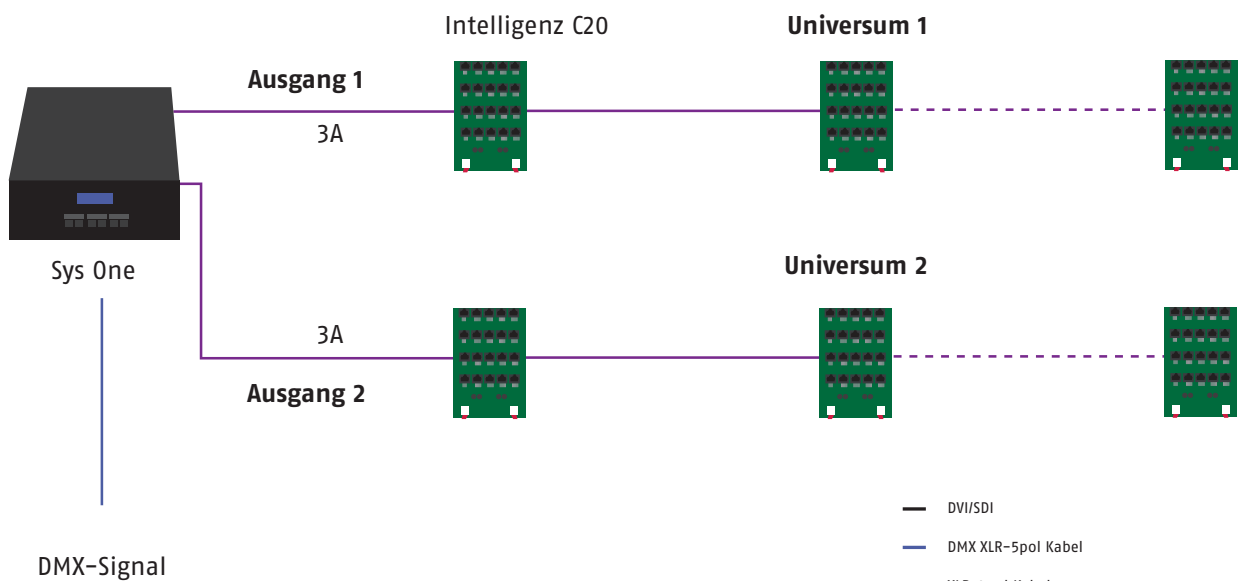 Intelligenz C20
Universum 1
Ausgang 1
3A
Sys One
Universum 2
3A
Ausgang 2
DVI/SDI
DMX XLR-5pol Kabel
DMX-Signal